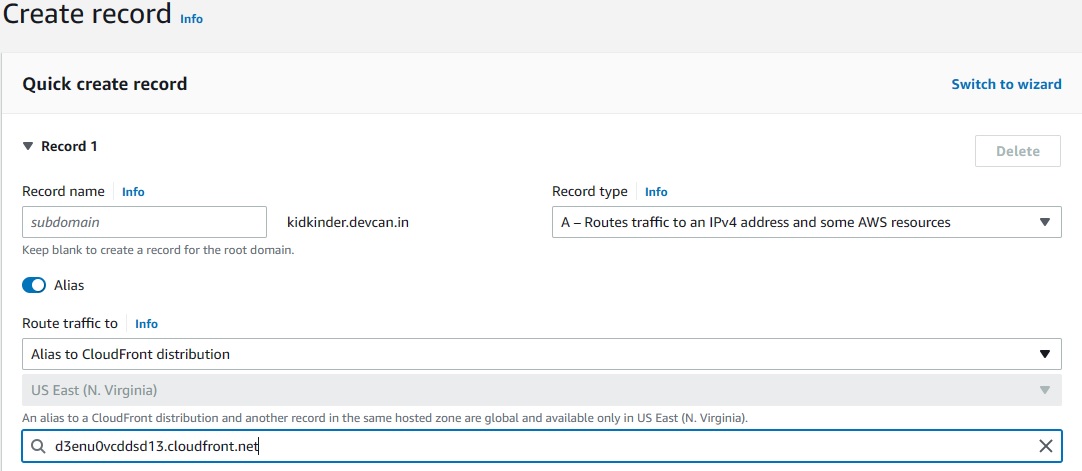 Create record Info
Quick create record Switch to wizard
Record 1 Delete
Record name Info Record type Info
subdomain kidkinder.devcan.in A – Routes traffic to an IPv4 address and some AWS resources
Keep blank to create a record for the root domain.
Alias
Route traffic to Info
Alias to CloudFront distribution
US East (N. Virginia)
An alias to a CloudFront distribution and another record in the same hosted zone are global and available only in US East (N. Virginia).
d3enu0vcddsd13.cloudfront.net